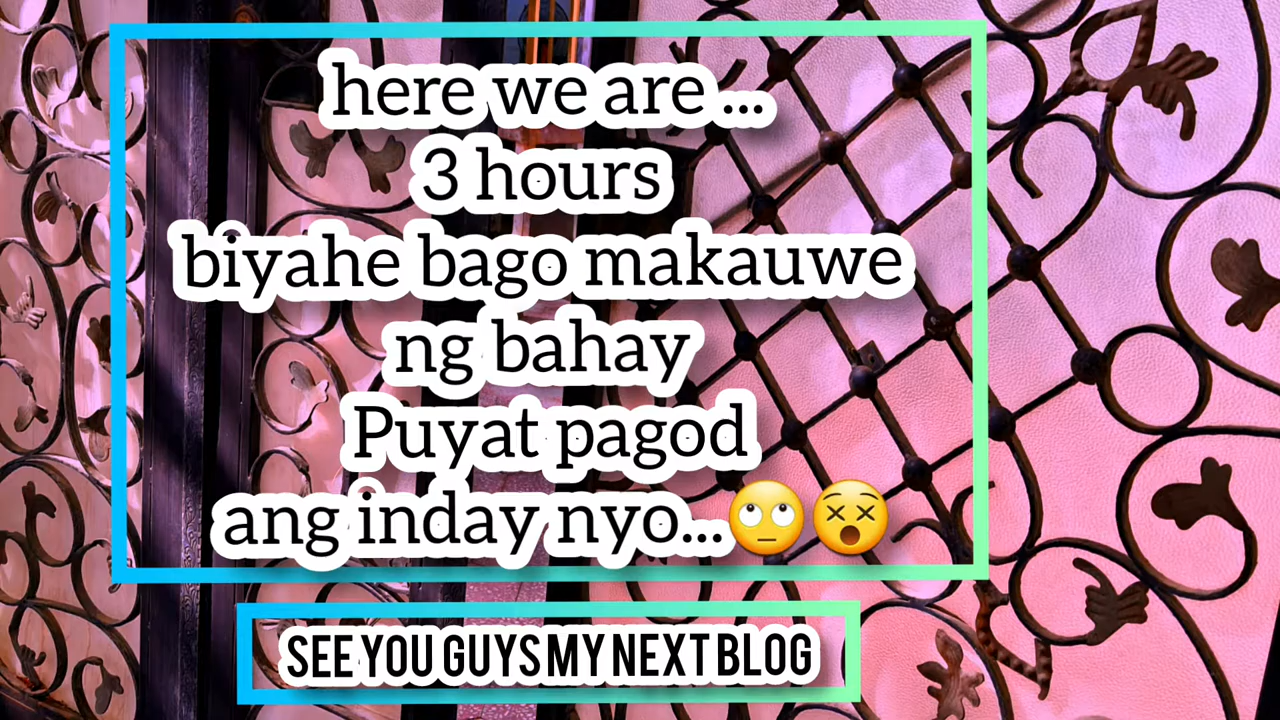 here we are ...
3 hours
biyahe bago makauwe
ng bahay
Puyat pagod
ang inday nyo...🙄😵
SEE YOU GUYS MY NEXT BLOG